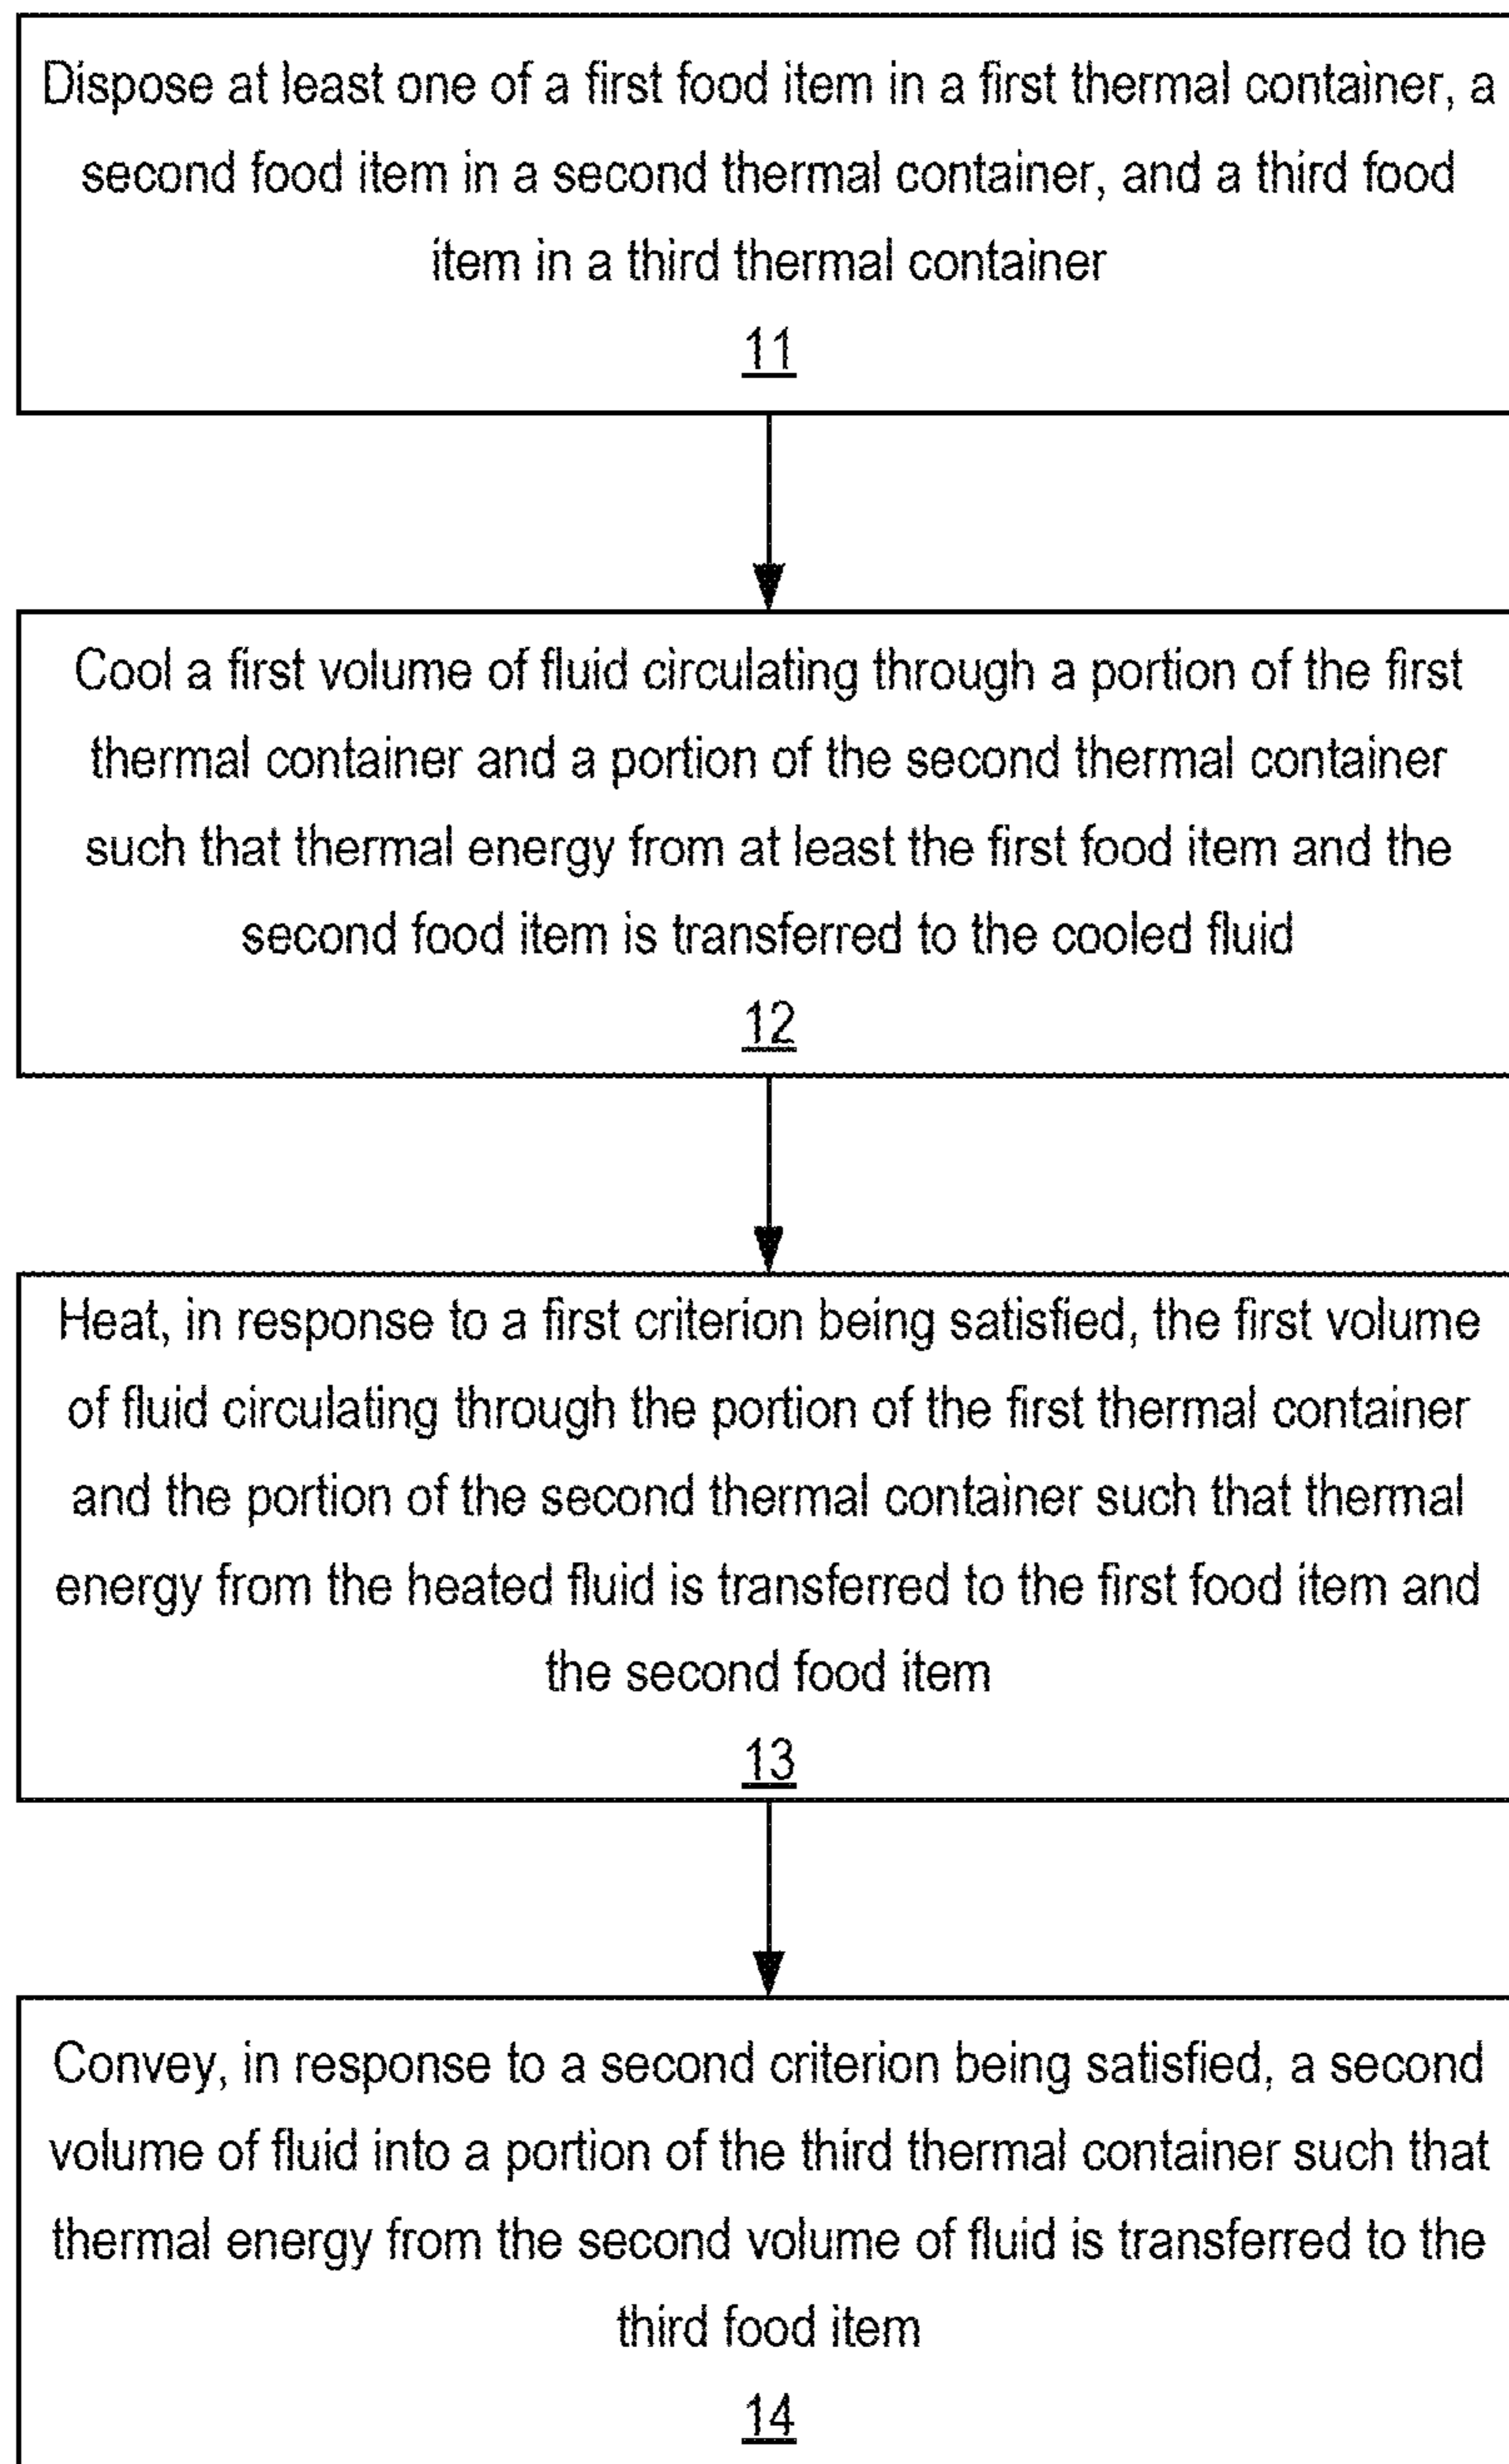 Dispose at least one of a first food item in a first thermal container, a
second food item in a second thermal container, and a third food
item in a third thermal container
11
Cool a first volume of fluid circulating through a portion of the first
thermal container and a portion of the second thermal container
such that thermal energy from at least the first food item and the
second food item is transferred to the cooled fluid
12
Heat, in response to a first criterion being satisfied, the first volume
of fluid circulating through the portion of the first thermal container
and the portion of the second thermal container such that thermal
energy from the heated fluid is transferred to the first food item and
the second food item
13
Convey, in response to a second criterion being satisfied, a second
volume of fluid into a portion of the third thermal container such that
thermal energy from the second volume of fluid is transferred to the
third food item
14